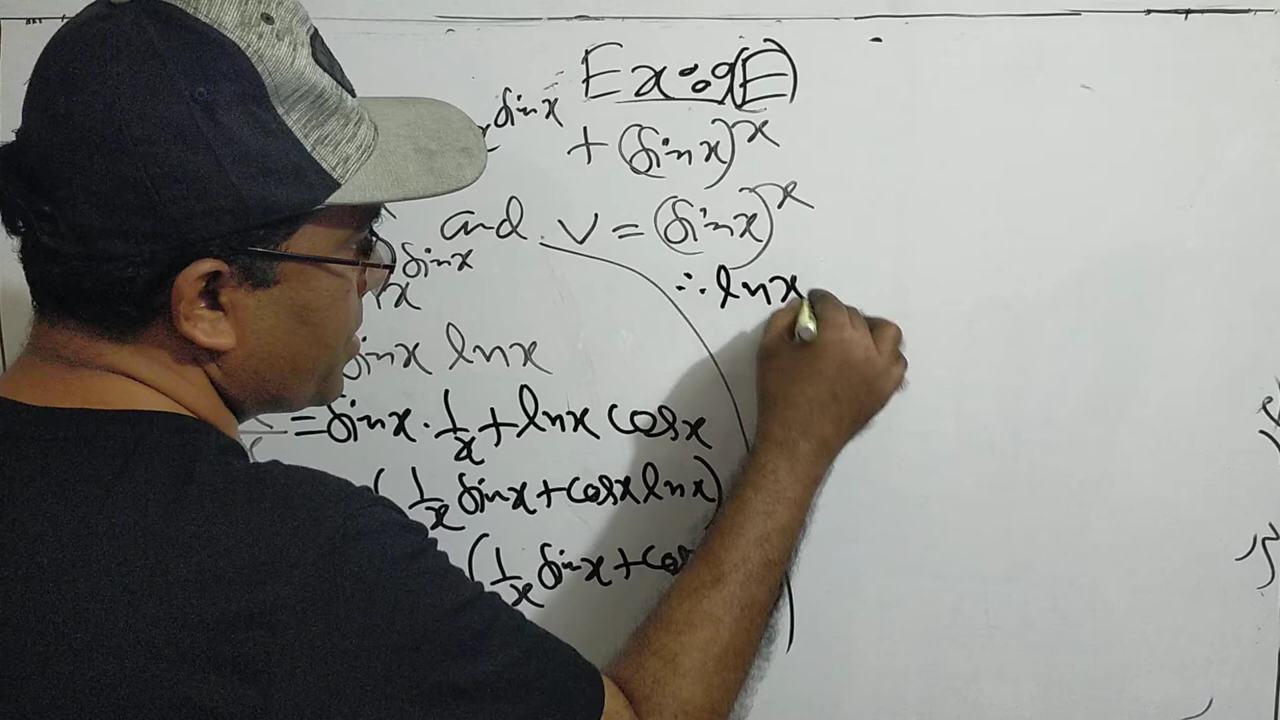 Ex: 9(E)
sinx + (sinx)^x
and v = (sinx)^x
sinx
x
∴ lnx
sinx lnx
= sinx · 1/x + lnx cosx
(1/x sinx + cosx lnx)
(1/x sinx + cos